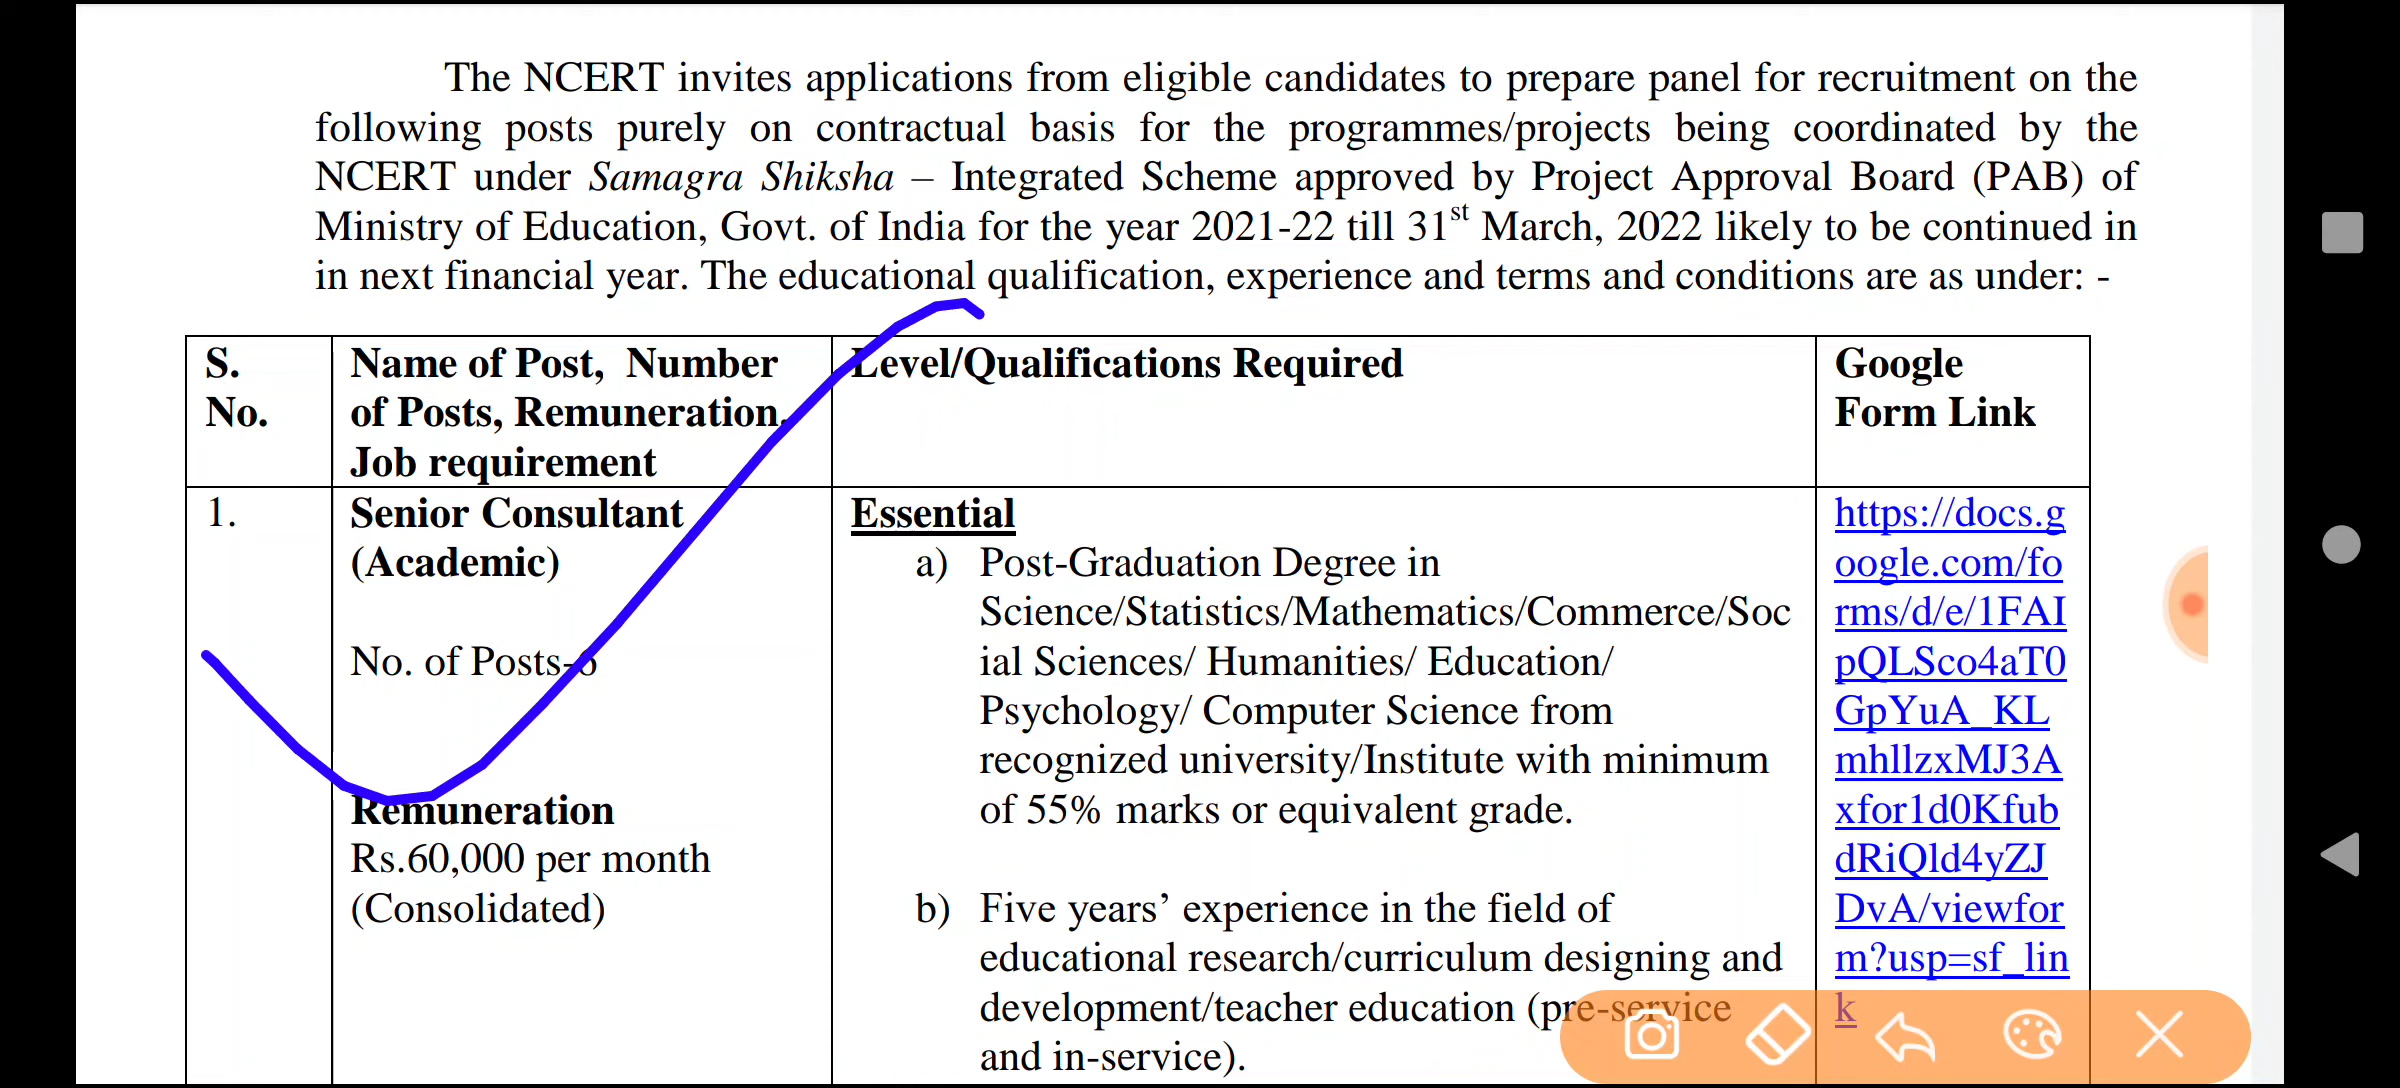 The NCERT invites applications from eligible candidates to prepare panel for recruitment on the
following posts purely on contractual basis for the programmes/projects being coordinated by the
NCERT under Samagra Shiksha – Integrated Scheme approved by Project Approval Board (PAB) of
Ministry of Education, Govt. of India for the year 2021-22 till 31st March, 2022 likely to be continued in
in next financial year. The educational qualification, experience and terms and conditions are as under: -
S.
No.
Name of Post, Number
of Posts, Remuneration,
Job requirement
Level/Qualifications Required
Google
Form Link
1.
Senior Consultant
(Academic)
No. of Posts-6
Remuneration
Rs.60,000 per month
(Consolidated)
Essential
a) Post-Graduation Degree in
Science/Statistics/Mathematics/Commerce/Soc
ial Sciences/ Humanities/ Education/
Psychology/ Computer Science from
recognized university/Institute with minimum
of 55% marks or equivalent grade.
b) Five years’ experience in the field of
educational research/curriculum designing and
development/teacher education (pre-service
and in-service).
https://docs.g
oogle.com/fo
rms/d/e/1FAI
pQLSco4aT0
GpYuA_KL
mhllzxMJ3A
xfor1d0Kfub
dRiQld4yZJ
DvA/viewfor
m?usp=sf_lin
k